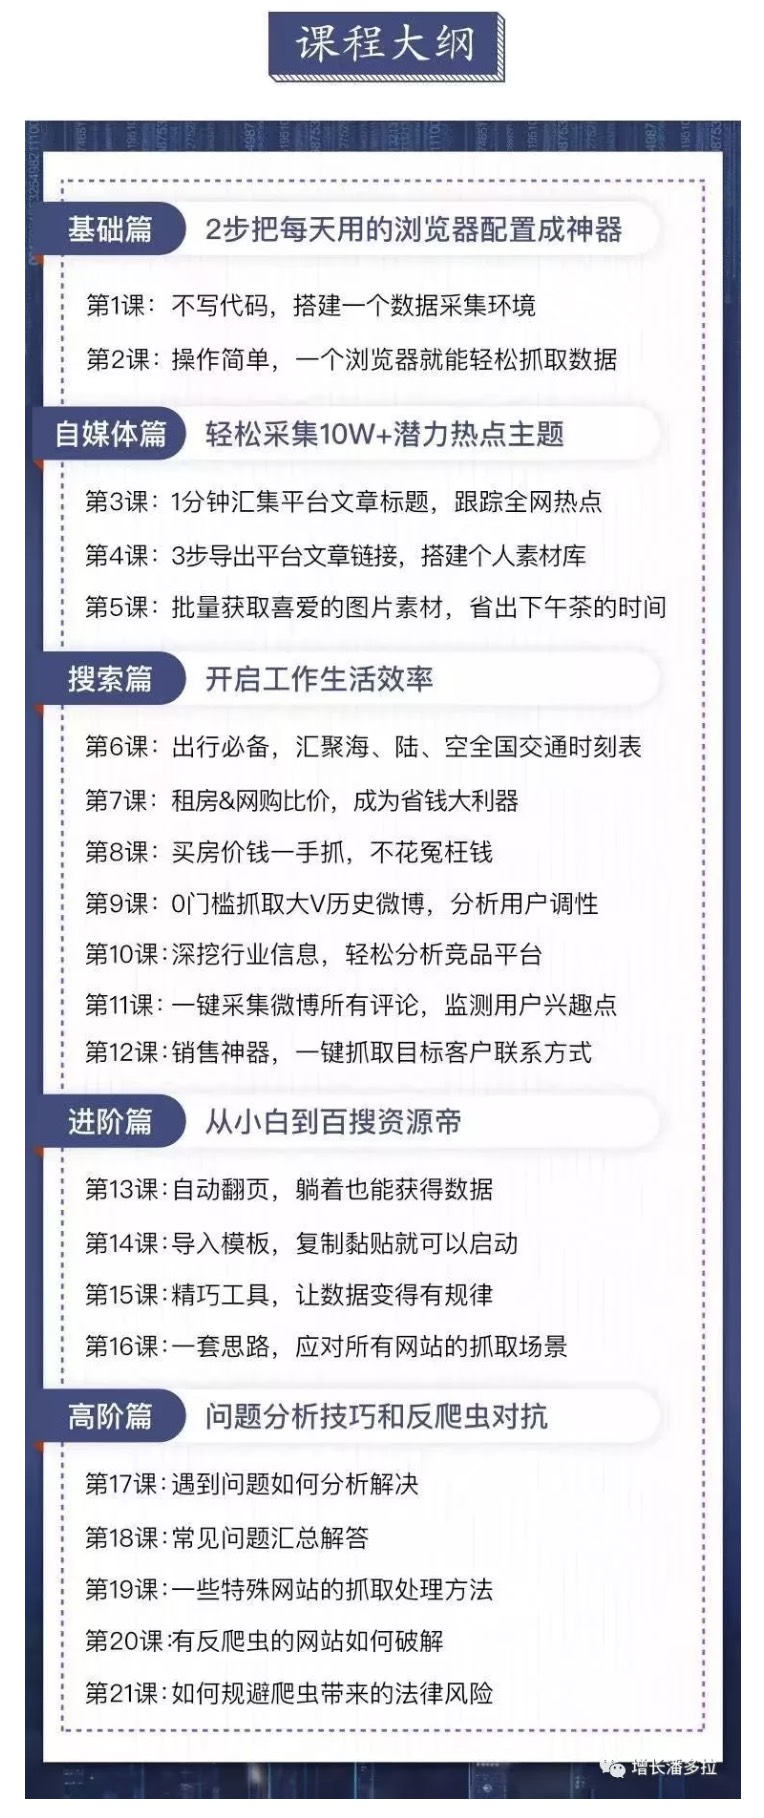 课程大纲
基础篇 2步把每天用的浏览器配置成神器
第1课：不写代码，搭建一个数据采集环境
第2课：操作简单，一个浏览器就能轻松抓取数据
自媒体篇 轻松采集10W+潜力热点主题
第3课：1分钟汇集平台文章标题，跟踪全网热点
第4课：3步导出平台文章链接，搭建个人素材库
第5课：批量获取喜爱的图片素材，省出下午茶的时间
搜索篇 开启工作生活效率
第6课：出行必备，汇聚海、陆、空全国交通时刻表
第7课：租房&网购比价，成为省钱大利器
第8课：买房价钱一手抓，不花冤枉钱
第9课：0门槛抓取大V历史微博，分析用户调性
第10课：深挖行业信息，轻松分析竞品平台
第11课：一键采集微博所有评论，监测用户兴趣点
第12课：销售神器，一键抓取目标客户联系方式
进阶篇 从小白到百搜资源帝
第13课：自动翻页，躺着也能获得数据
第14课：导入模板，复制黏贴就可以启动
第15课：精巧工具，让数据变得有规律
第16课：一套思路，应对所有网站的抓取场景
高阶篇 问题分析技巧和反爬虫对抗
第17课：遇到问题如何分析解决
第18课：常见问题汇总解答
第19课：一些特殊网站的抓取处理方法
第20课：有反爬虫的网站如何破解
第21课：如何规避爬虫带来的法律风险
增长潘多拉